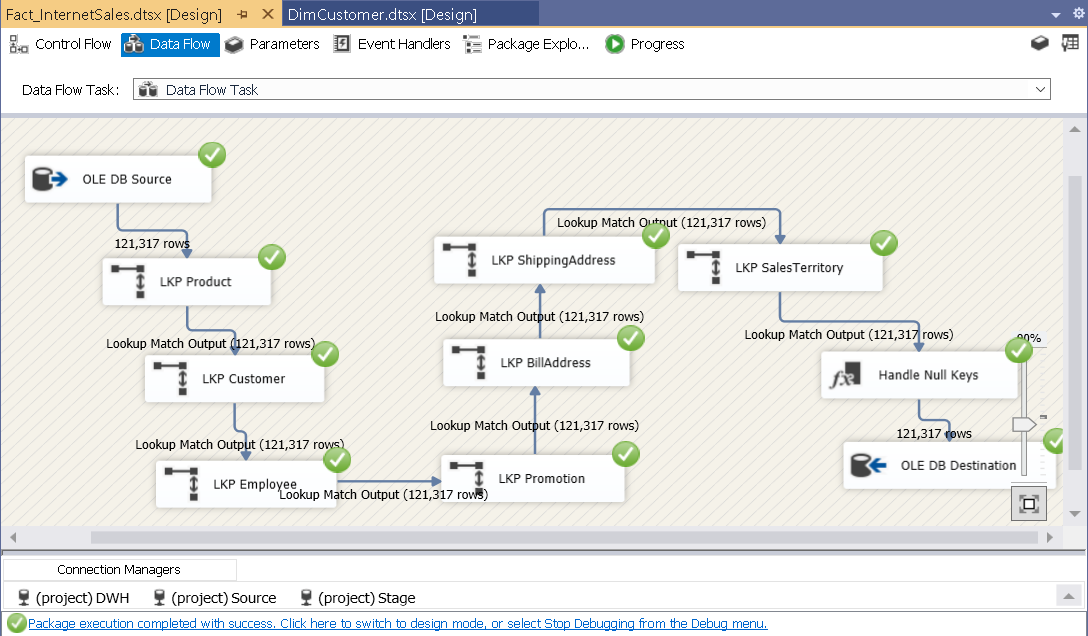 Fact_InternetSales.dtsx [Design]
DimCustomer.dtsx [Design]
Control Flow
Data Flow
Parameters
Event Handlers
Package Explo...
Progress
Data Flow Task:
Data Flow Task
OLE DB Source
121,317 rows
LKP Product
Lookup Match Output (121,317 rows)
LKP Customer
Lookup Match Output (121,317 rows)
LKP Employee
Lookup Match Output (121,317 rows)
LKP Promotion
Lookup Match Output (121,317 rows)
LKP BillAddress
Lookup Match Output (121,317 rows)
LKP ShippingAddress
Lookup Match Output (121,317 rows)
LKP SalesTerritory
Lookup Match Output (121,317 rows)
Handle Null Keys
121,317 rows
OLE DB Destination
Connection Managers
(project) DWH
(project) Source
(project) Stage
Package execution completed with success. Click here to switch to design mode, or select Stop Debugging from the Debug menu.